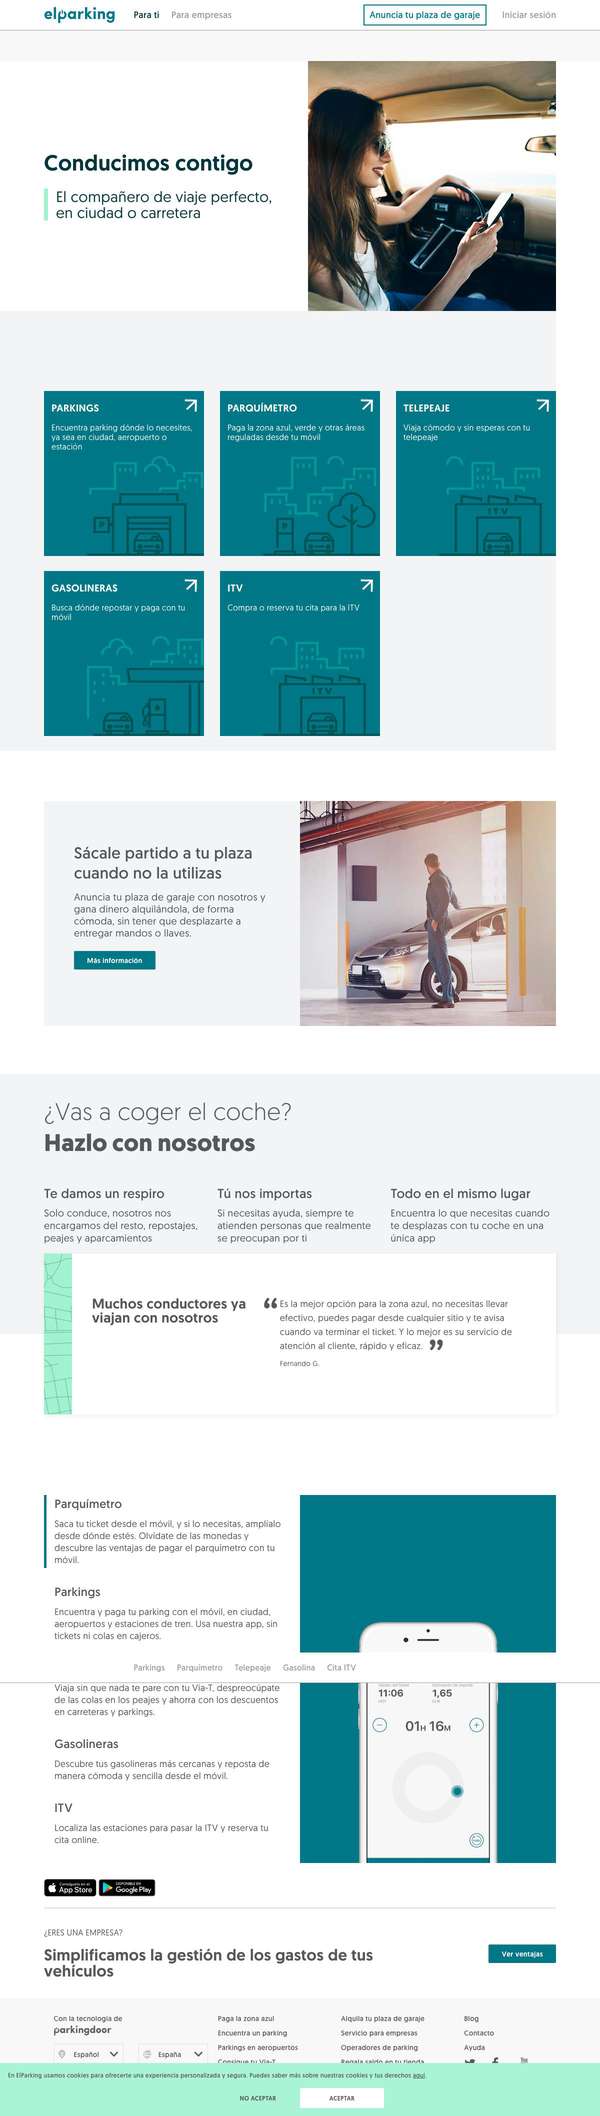 elparking
Para ti
Para empresas
Anuncia tu plaza de garaje
Iniciar sesión
Conducimos contigo
El compañero de viaje perfecto,
en ciudad o carretera
PARKINGS
Encuentra parking dónde lo necesites,
ya sea en ciudad, aeropuerto o
estación
PARQUÍMETRO
Paga la zona azul, verde y otras áreas
reguladas desde tu móvil
TELEPEAJE
Viaja cómodo y sin esperas con tu
telepeaje
P
P
ITV
GASOLINERAS
Busca dónde repostar y paga con tu
móvil
ITV
Compra o reserva tu cita para la ITV
ITV
Sácale partido a tu plaza
cuando no la utilizas
Anuncia tu plaza de garaje con nosotros y
gana dinero alquilándola, de forma
cómoda, sin tener que desplazarte a
entregar mandos o llaves.
Más información
¿Vas a coger el coche?
Hazlo con nosotros
Te damos un respiro
Solo conduce, nosotros nos
encargamos del resto, repostajes,
peajes y aparcamientos
Tú nos importas
Si necesitas ayuda, siempre te
atienden personas que realmente
se preocupan por ti
Todo en el mismo lugar
Encuentra lo que necesitas cuando
te desplazas con tu coche en una
única app
Muchos conductores ya
viajan con nosotros
“ Es la mejor opción para la zona azul, no necesitas llevar
efectivo, puedes pagar desde cualquier sitio y te avisa
cuando va terminar el ticket. Y lo mejor es su servicio de
atención al cliente, rápido y eficaz. ”
Fernando G.
Parquímetro
Saca tu ticket desde el móvil, y si lo necesitas, amplíalo
desde dónde estés. Olvídate de las monedas y
descubre las ventajas de pagar el parquímetro con tu
móvil.
Parkings
Encuentra y paga tu parking con el móvil, en ciudad,
aeropuertos y estaciones de tren. Usa nuestra app, sin
tickets ni colas en cajeros.
Parkings
Parquímetro
Telepeaje
Gasolina
Cita ITV
Viaja sin que nada te pare con tu Vía-T, despreocúpate
de las colas en los peajes y ahorra con los descuentos
en carreteras y parkings.
11:06
1,65
01H 16M
Gasolineras
Descubre tus gasolineras más cercanas y reposta de
manera cómoda y sencilla desde el móvil.
ITV
Localiza las estaciones para pasar la ITV y reserva tu
cita online.
App Store
DISPONIBLE EN
Google Play
¿ERES UNA EMPRESA?
Simplificamos la gestión de los gastos de tus
vehículos
Ver ventajas
Con la tecnología de
parkingdoor
Español
España
Paga la zona azul
Encuentra un parking
Parkings en aeropuertos
Consigue tu Vía-T
Alquila tu plaza de garaje
Servicio para empresas
Operadores de parking
Regala saldo en tu tienda
Blog
Contacto
Ayuda
En ElParking usamos cookies para ofrecerte una experiencia personalizada y segura. Puedes saber más sobre nuestras cookies y tus derechos aquí.
NO ACEPTAR
ACEPTAR